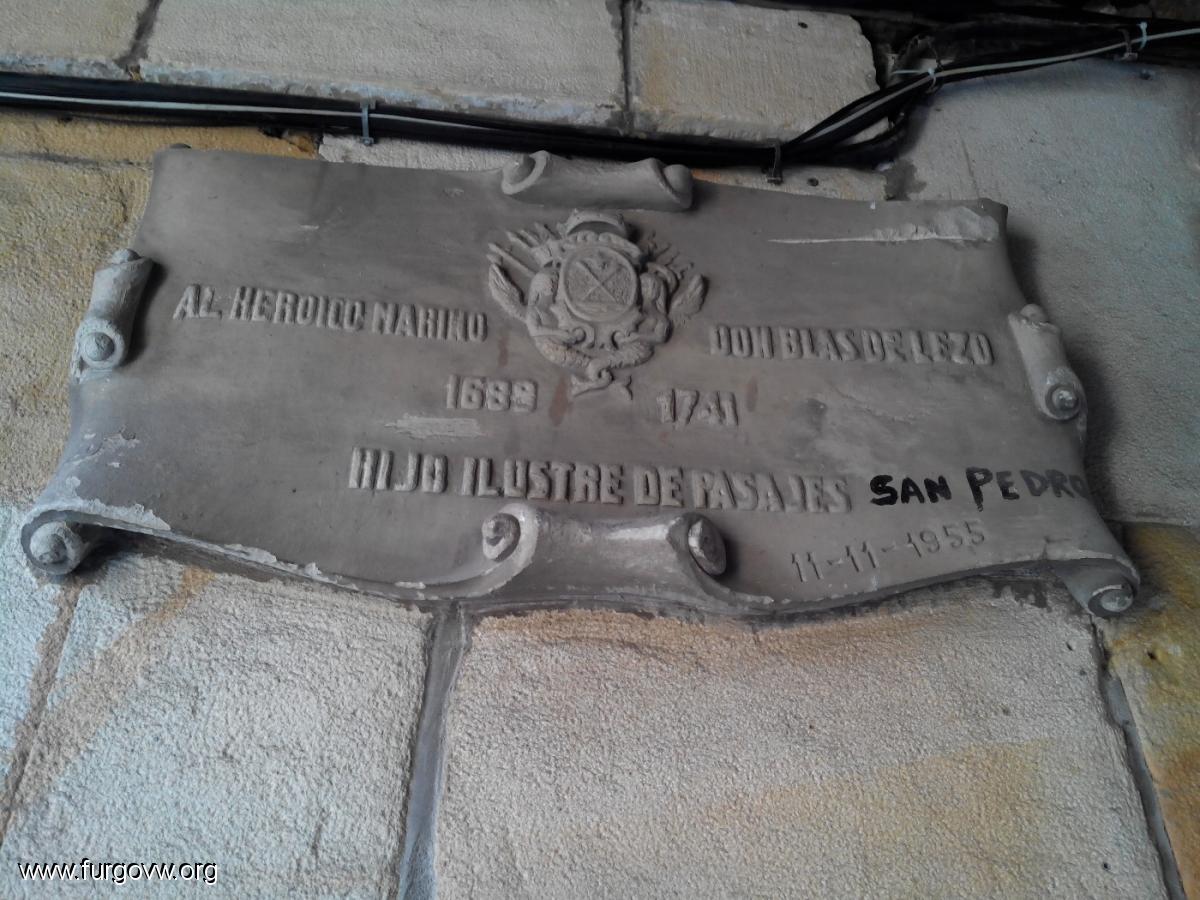 AL HEROICO MARINO DON BLAS DE LEZO
1689 1741
HIJO ILUSTRE DE PASAJES SAN PEDRO
11-11-1955
www.furgovw.org